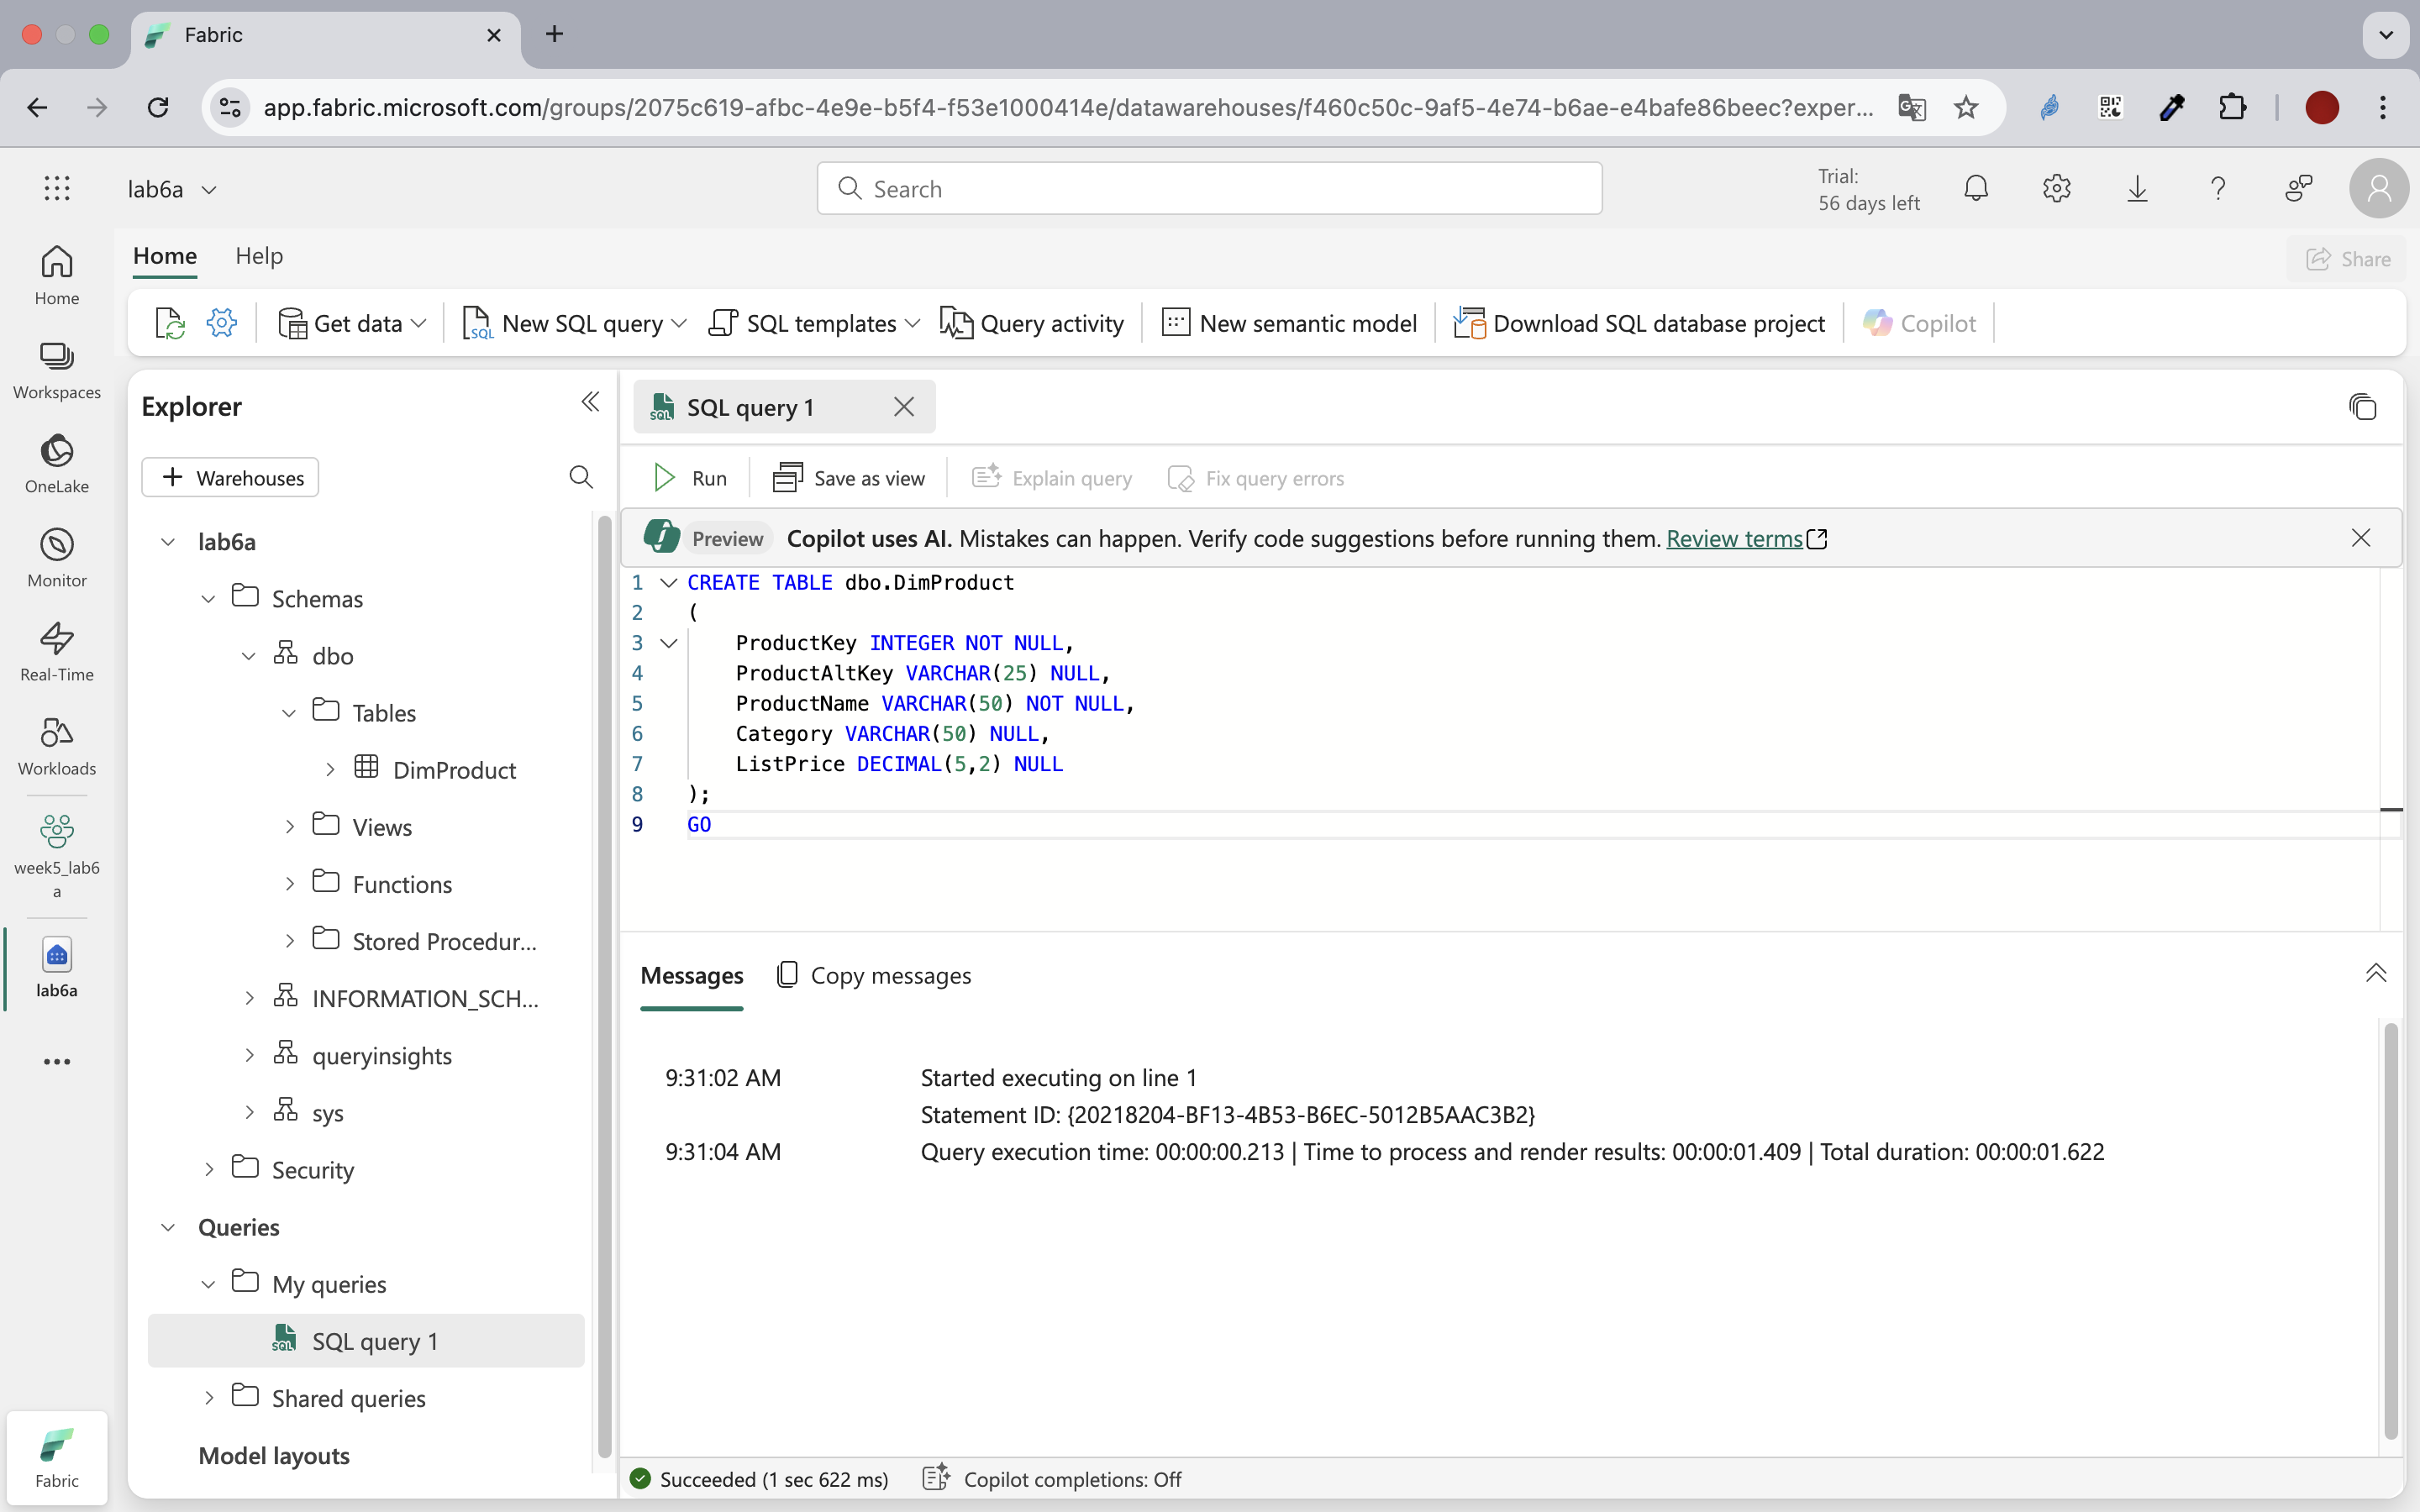 Fabric
app.fabric.microsoft.com/groups/2075c619-afbc-4e9e-b5f4-f53e1000414e/datawarehouses/f460c50c-9af5-4e74-b6ae-e4bafe86beec?exper...
lab6a
Search
Trial:
56 days left
Home
Help
Share
Get data
New SQL query
SQL templates
Query activity
New semantic model
Download SQL database project
Copilot
Home
Workspaces
OneLake
Monitor
Real-Time
Workloads
week5_lab6
a
lab6a
Fabric
Explorer
Warehouses
lab6a
Schemas
dbo
Tables
DimProduct
Views
Functions
Stored Procedur...
INFORMATION_SCH...
queryinsights
sys
Security
Queries
My queries
SQL query 1
Shared queries
Model layouts
SQL query 1
Run
Save as view
Explain query
Fix query errors
Preview Copilot uses AI. Mistakes can happen. Verify code suggestions before running them. Review terms
1 CREATE TABLE dbo.DimProduct
2 (
3 ProductKey INTEGER NOT NULL,
4 ProductAltKey VARCHAR(25) NULL,
5 ProductName VARCHAR(50) NOT NULL,
6 Category VARCHAR(50) NULL,
7 ListPrice DECIMAL(5,2) NULL
8 );
9 GO
Messages
Copy messages
9:31:02 AM Started executing on line 1
Statement ID: {20218204-BF13-4B53-B6EC-5012B5AAC3B2}
9:31:04 AM Query execution time: 00:00:00.213 | Time to process and render results: 00:00:01.409 | Total duration: 00:00:01.622
Succeeded (1 sec 622 ms)
Copilot completions: Off